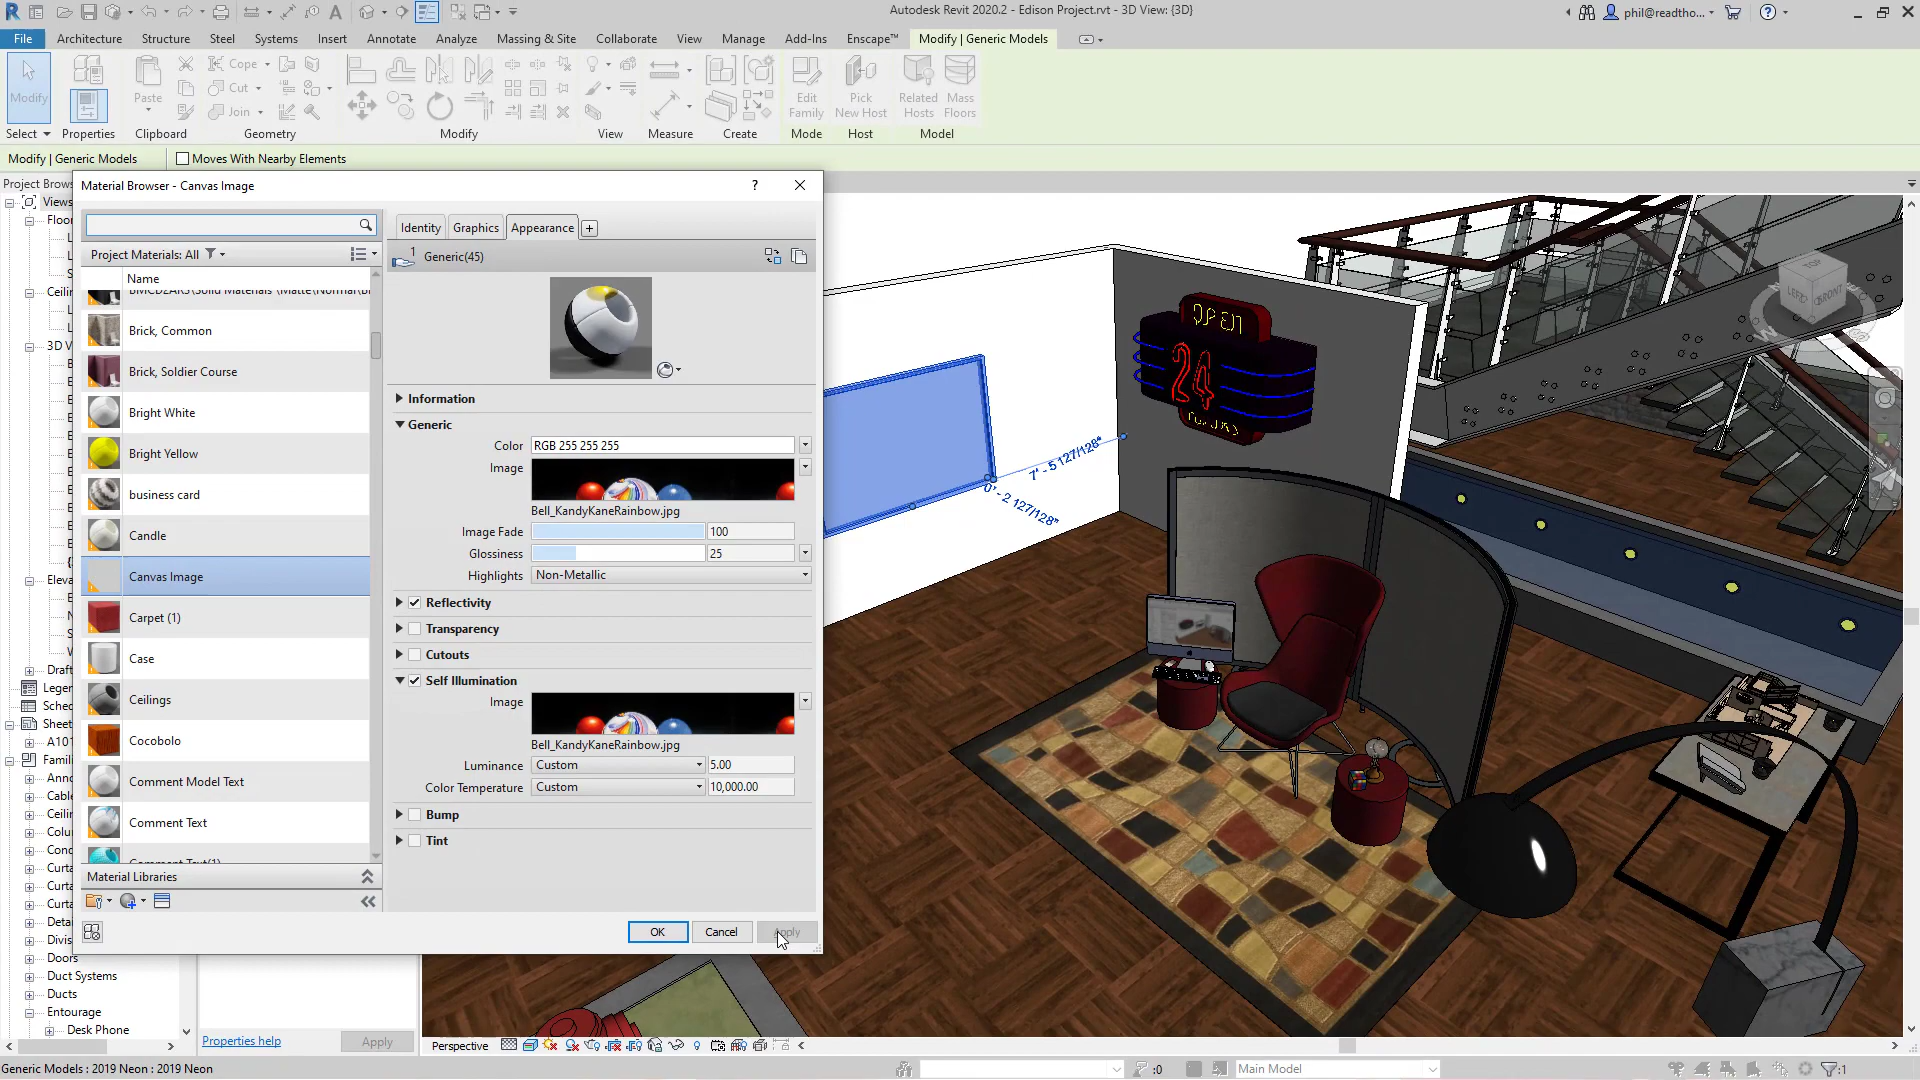 Autodesk Revit 2020.2 - Edison Project.rvt - 3D View: {3D}
phil@readtho...
File Architecture Structure Steel Systems Insert Annotate Analyze Massing & Site Collaborate View Manage Add-Ins Enscape™ Modify | Generic Models
Modify
Paste
Cope
Cut
Join
Edit Family
Pick New Host
Related Hosts
Mass Floors
Select Properties Clipboard Geometry Modify View Measure Create Mode Host Model
Modify | Generic Models Moves With Nearby Elements
Project Brows
Views
Floo
Ceilin
3D V
Eleva
Draft
Leger
Sched
Sheet
A101
Famili
Anno
Cable
Ceilin
Colu
Conc
Curta
Curta
Curta
Detai
Divis
Doors
Duct Systems
Ducts
Entourage
Desk Phone
Material Browser - Canvas Image
Project Materials: All
Name
Brick, Common
Brick, Soldier Course
Bright White
Bright Yellow
business card
Candle
Canvas Image
Carpet (1)
Case
Ceilings
Cocobolo
Comment Model Text
Comment Text
Comment Text(1)
Material Libraries
Identity Graphics Appearance
1
Generic(45)
Information
Generic
Color RGB 255 255 255
Image
Bell_KandyKaneRainbow.jpg
Image Fade 100
Glossiness 25
Highlights Non-Metallic
Reflectivity
Transparency
Cutouts
Self Illumination
Image
Bell_KandyKaneRainbow.jpg
Luminance Custom 5.00
Color Temperature Custom 10,000.00
Bump
Tint
OK Cancel Apply
Properties help Apply
OPEN
24
7' - 5 127/128"
0' - 2 127/128"
TOP
LEFT
FRONT
W
Perspective
Generic Models : 2019 Neon : 2019 Neon
:0
Main Model
:1